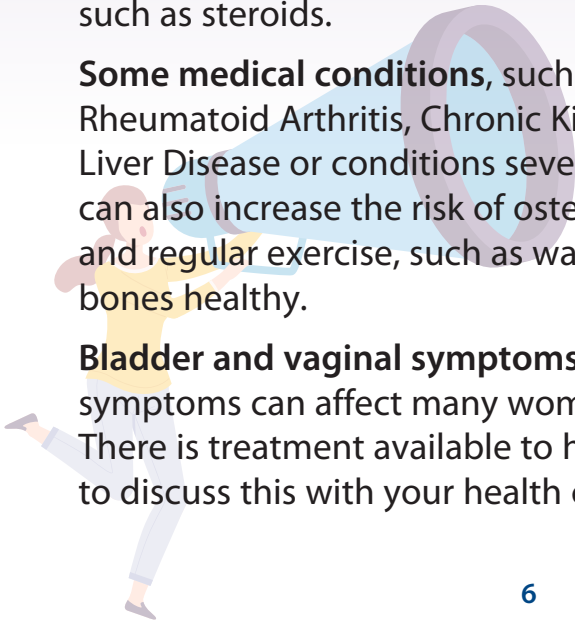 such as steroids.
Some medical conditions, such
Rheumatoid Arthritis, Chronic Ki
Liver Disease or conditions seve
can also increase the risk of oste
and regular exercise, such as wa
bones healthy.
Bladder and vaginal symptoms
symptoms can affect many wom
There is treatment available to h
to discuss this with your health
6